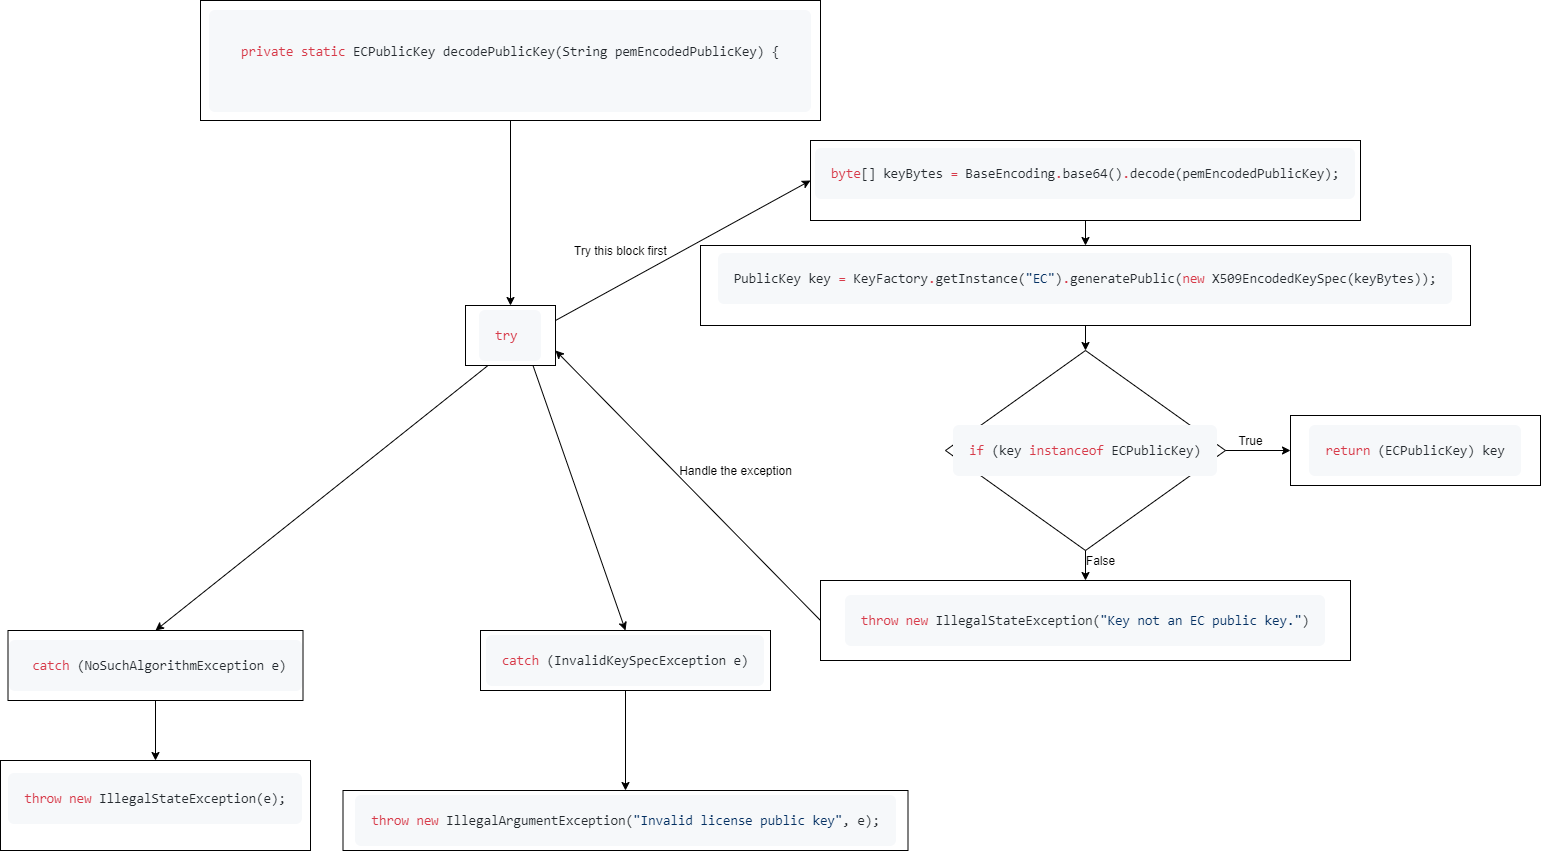 private static ECPublicKey decodePublicKey(String pemEncodedPublicKey) {
byte[] keyBytes = BaseEncoding.base64().decode(pemEncodedPublicKey);
Try this block first
PublicKey key = KeyFactory.getInstance("EC").generatePublic(new X509EncodedKeySpec(keyBytes));
try
if (key instanceof ECPublicKey)
True
return (ECPublicKey) key
Handle the exception
False
throw new IllegalStateException("Key not an EC public key.")
catch (NoSuchAlgorithmException e)
catch (InvalidKeySpecException e)
throw new IllegalStateException(e);
throw new IllegalArgumentException("Invalid license public key", e);